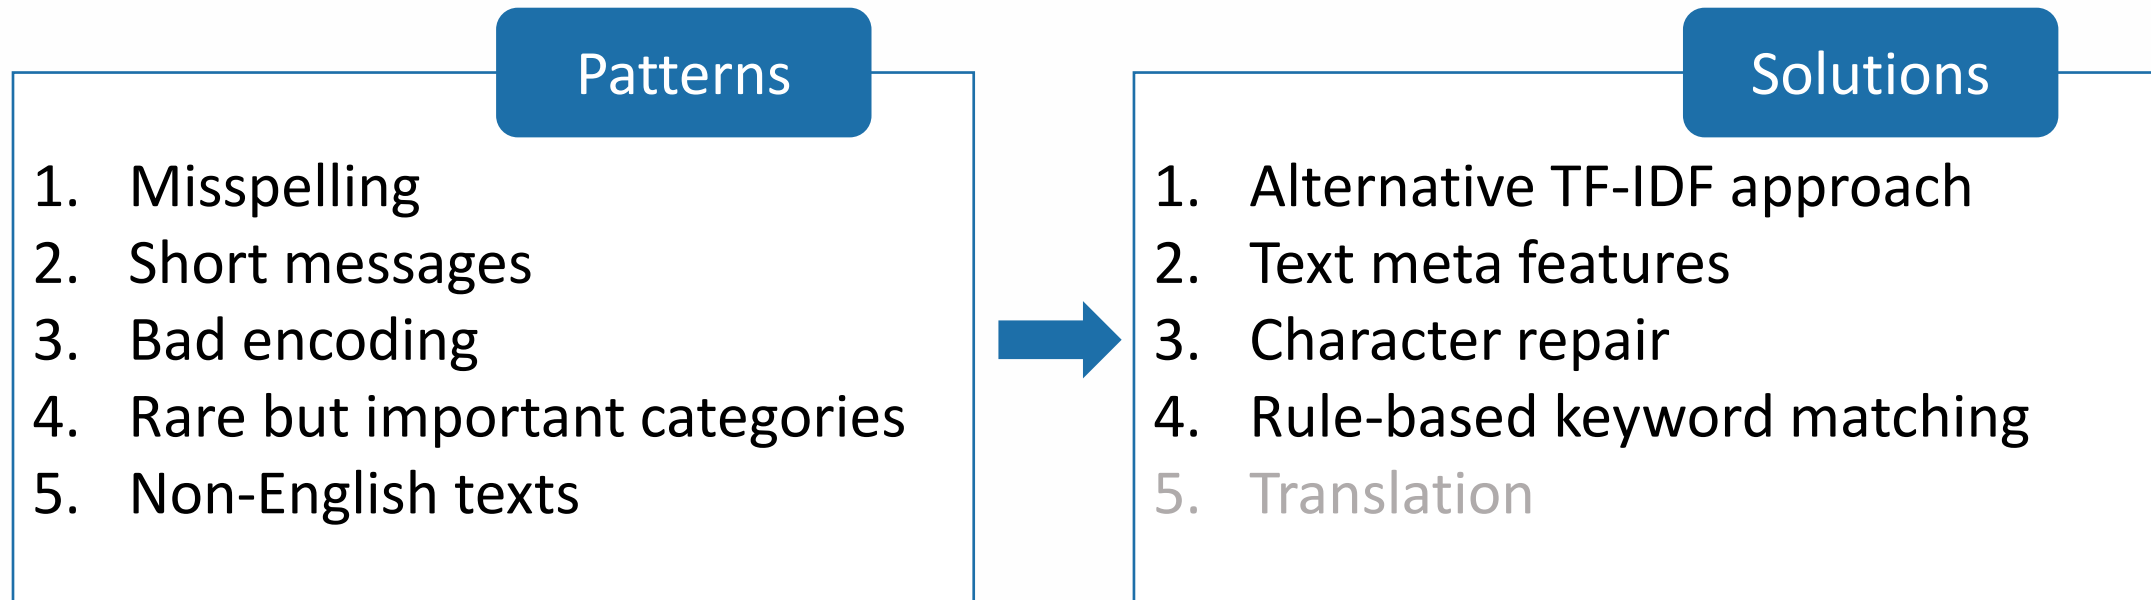 Patterns
1. Misspelling
2. Short messages
3. Bad encoding
4. Rare but important categories
5. Non-English texts
Solutions
1. Alternative TF-IDF approach
2. Text meta features
3. Character repair
4. Rule-based keyword matching
5. Translation